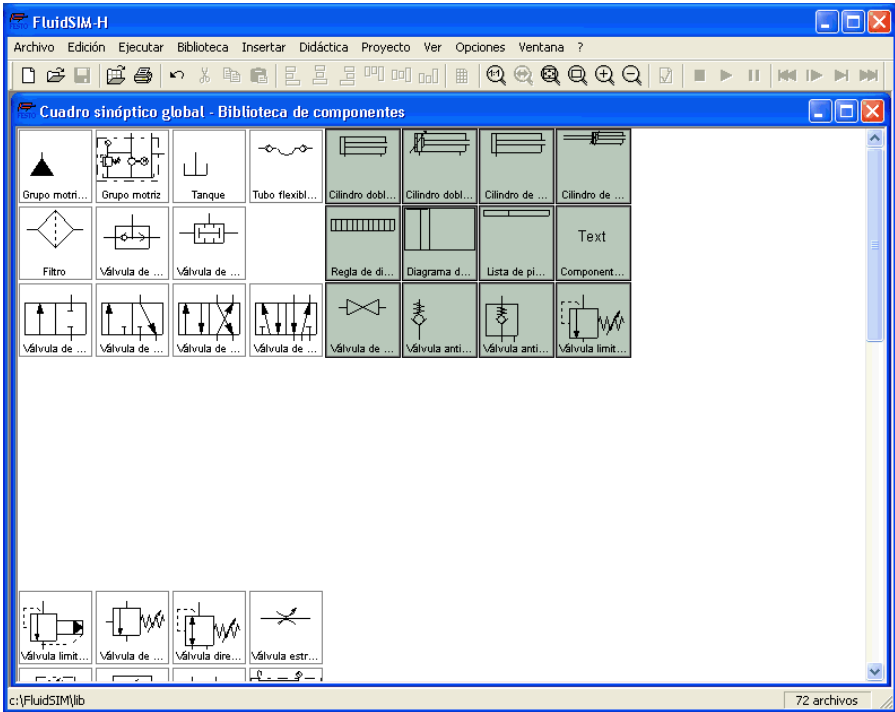 FluidSIM-H
Archivo Edición Ejecutar Biblioteca Insertar Didáctica Proyecto Ver Opciones Ventana ?
Cuadro sinóptico global - Biblioteca de componentes
Grupo motri... Grupo motriz Tanque Tubo flexibl... Cilindro dobl... Cilindro dobl... Cilindro de ... Cilindro de ...
Text
Filtro Válvula de ... Válvula de ... Regla de di... Diagrama d... Lista de pi... Component...
Válvula de ... Válvula de ... Válvula de ... Válvula de ... Válvula de ... Válvula anti... Válvula anti... Válvula limit...
Válvula limit... Válvula de ... Válvula dire... Válvula estr...
c:\FluidSIM\lib 72 archivos